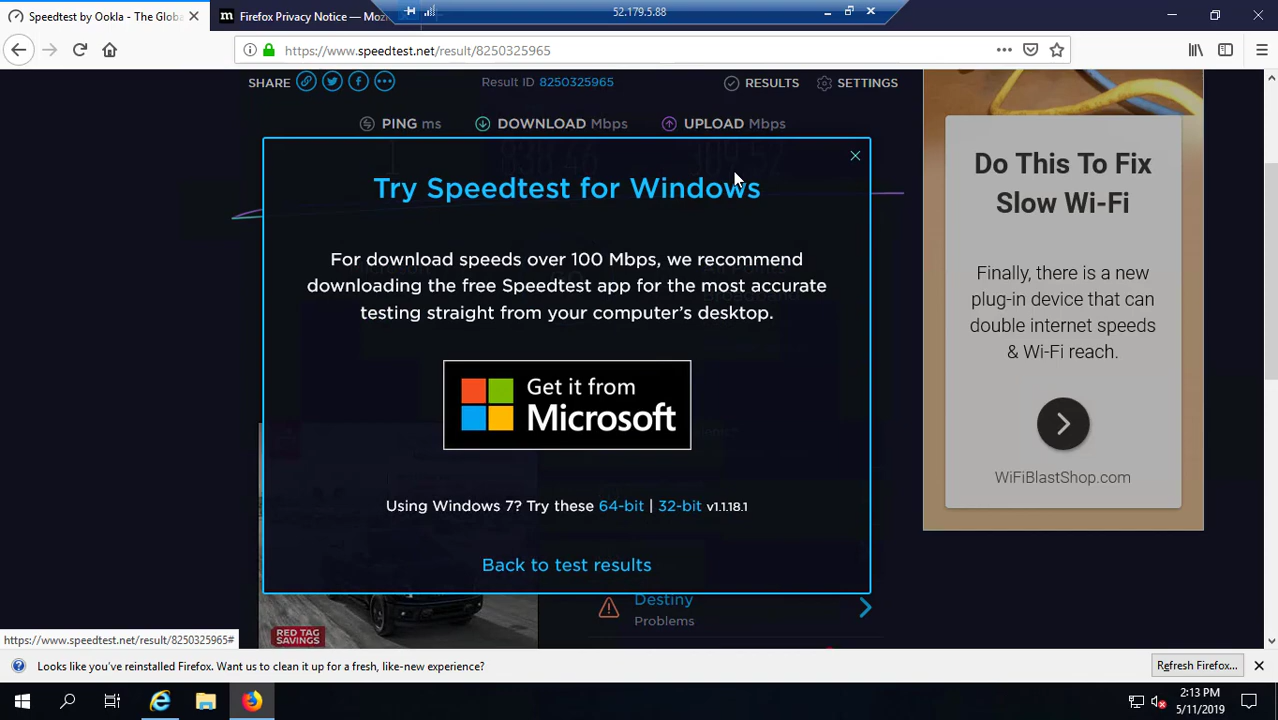 Speedtest by Ookla - The Globa
Firefox Privacy Notice — Mozi
52.179.5.88
https://www.speedtest.net/result/8250325965
SHARE
Result ID 8250325965
RESULTS
SETTINGS
PING ms
DOWNLOAD Mbps
UPLOAD Mbps
Try Speedtest for Windows
For download speeds over 100 Mbps, we recommend
downloading the free Speedtest app for the most accurate
testing straight from your computer's desktop.
Get it from
Microsoft
Using Windows 7? Try these 64-bit | 32-bit v1.1.18.1
Back to test results
Destiny
Problems
RED TAG
SAVINGS
Do This To Fix
Slow Wi-Fi
Finally, there is a new
plug-in device that can
double internet speeds
& Wi-Fi reach.
WiFiBlastShop.com
https://www.speedtest.net/result/8250325965#
Looks like you've reinstalled Firefox. Want us to clean it up for a fresh, like-new experience?
Refresh Firefox...
2:13 PM
5/11/2019